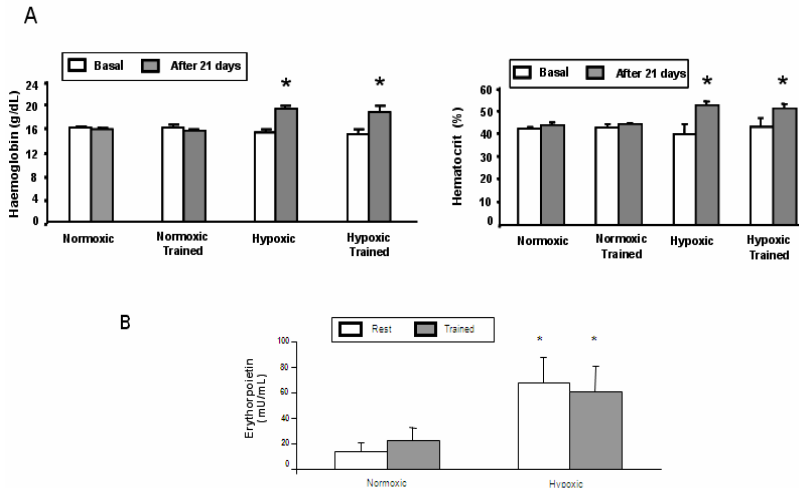 A
Basal After 21 days
Haemoglobin (g/dL)
24
20
16
12
8
4
0
* *
Normoxic
Normoxic Trained
Hypoxic
Hypoxic Trained
Basal After 21 days
Hematocrit (%)
60
50
40
30
20
10
0
* *
Normoxic
Normoxic Trained
Hypoxic
Hypoxic Trained
B
Rest Trained
Erythorpoietin
(mU/mL)
100
80
60
40
20
0
* *
Normoxic Hypoxic